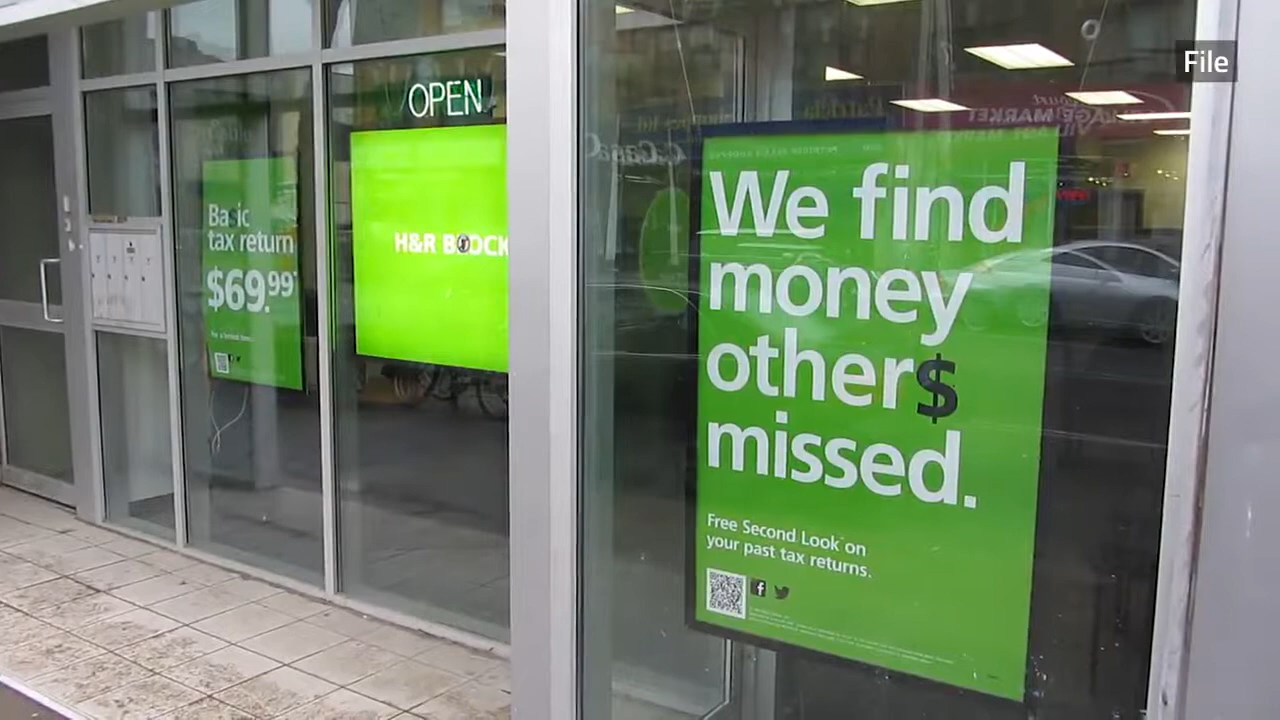 File
OPEN
Basic
tax return
$69.99
H&R BLOCK
We find
money
other$
missed.
Free Second Look on
your past tax returns.
MARKET